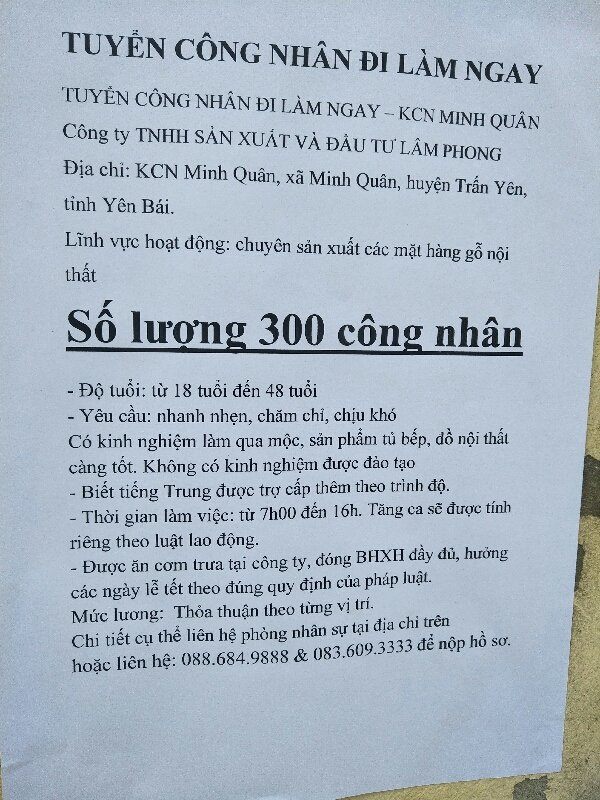 TUYỂN CÔNG NHÂN ĐI LÀM NGAY
TUYỂN CÔNG NHÂN ĐI LÀM NGAY – KCN MINH QUÂN
Công ty TNHH SẢN XUẤT VÀ ĐẦU TƯ LÂM PHONG
Địa chỉ: KCN Minh Quân, xã Minh Quân, huyện Trấn Yên,
tỉnh Yên Bái.
Lĩnh vực hoạt động: chuyên sản xuất các mặt hàng gỗ nội
thất
Số lượng 300 công nhân
- Độ tuổi: từ 18 tuổi đến 48 tuổi
- Yêu cầu: nhanh nhẹn, chăm chỉ, chịu khó
Có kinh nghiệm làm qua mộc, sản phẩm tủ bếp, đồ nội thất
càng tốt. Không có kinh nghiệm được đào tạo
- Biết tiếng Trung được trợ cấp thêm theo trình độ.
- Thời gian làm việc: từ 7h00 đến 16h. Tăng ca sẽ được tính
riêng theo luật lao động.
- Được ăn cơm trưa tại công ty, đóng BHXH đầy đủ, hưởng
các ngày lễ tết theo đúng quy định của pháp luật.
Mức lương: Thỏa thuận theo từng vị trí.
Chi tiết cụ thể liên hệ phòng nhân sự tại địa chỉ trên
hoặc liên hệ: 088.684.9888 & 083.609.3333 để nộp hồ sơ.